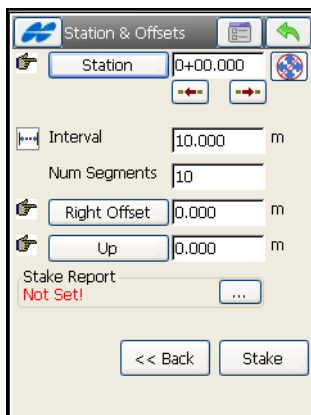 Station & Offsets
Station 0+00.000
Interval 10.000 m
Num Segments 10
Right Offset 0.000 m
Up 0.000 m
Stake Report
Not Set! ...
<< Back Stake